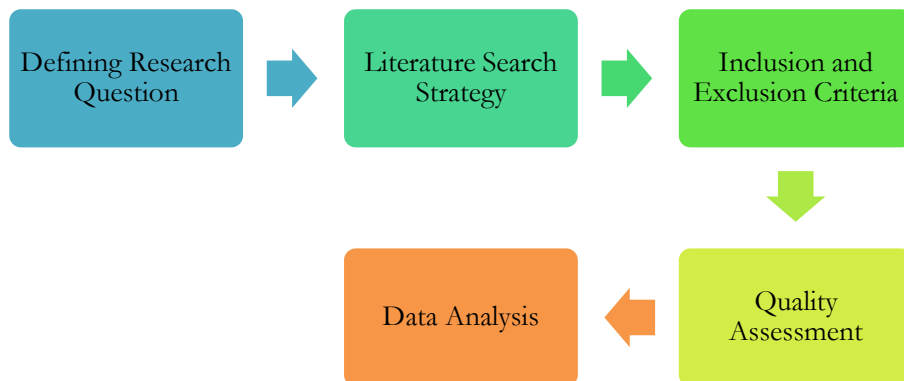 Defining Research
Question
Literature Search
Strategy
Inclusion and
Exclusion Criteria
Quality
Assessment
Data Analysis